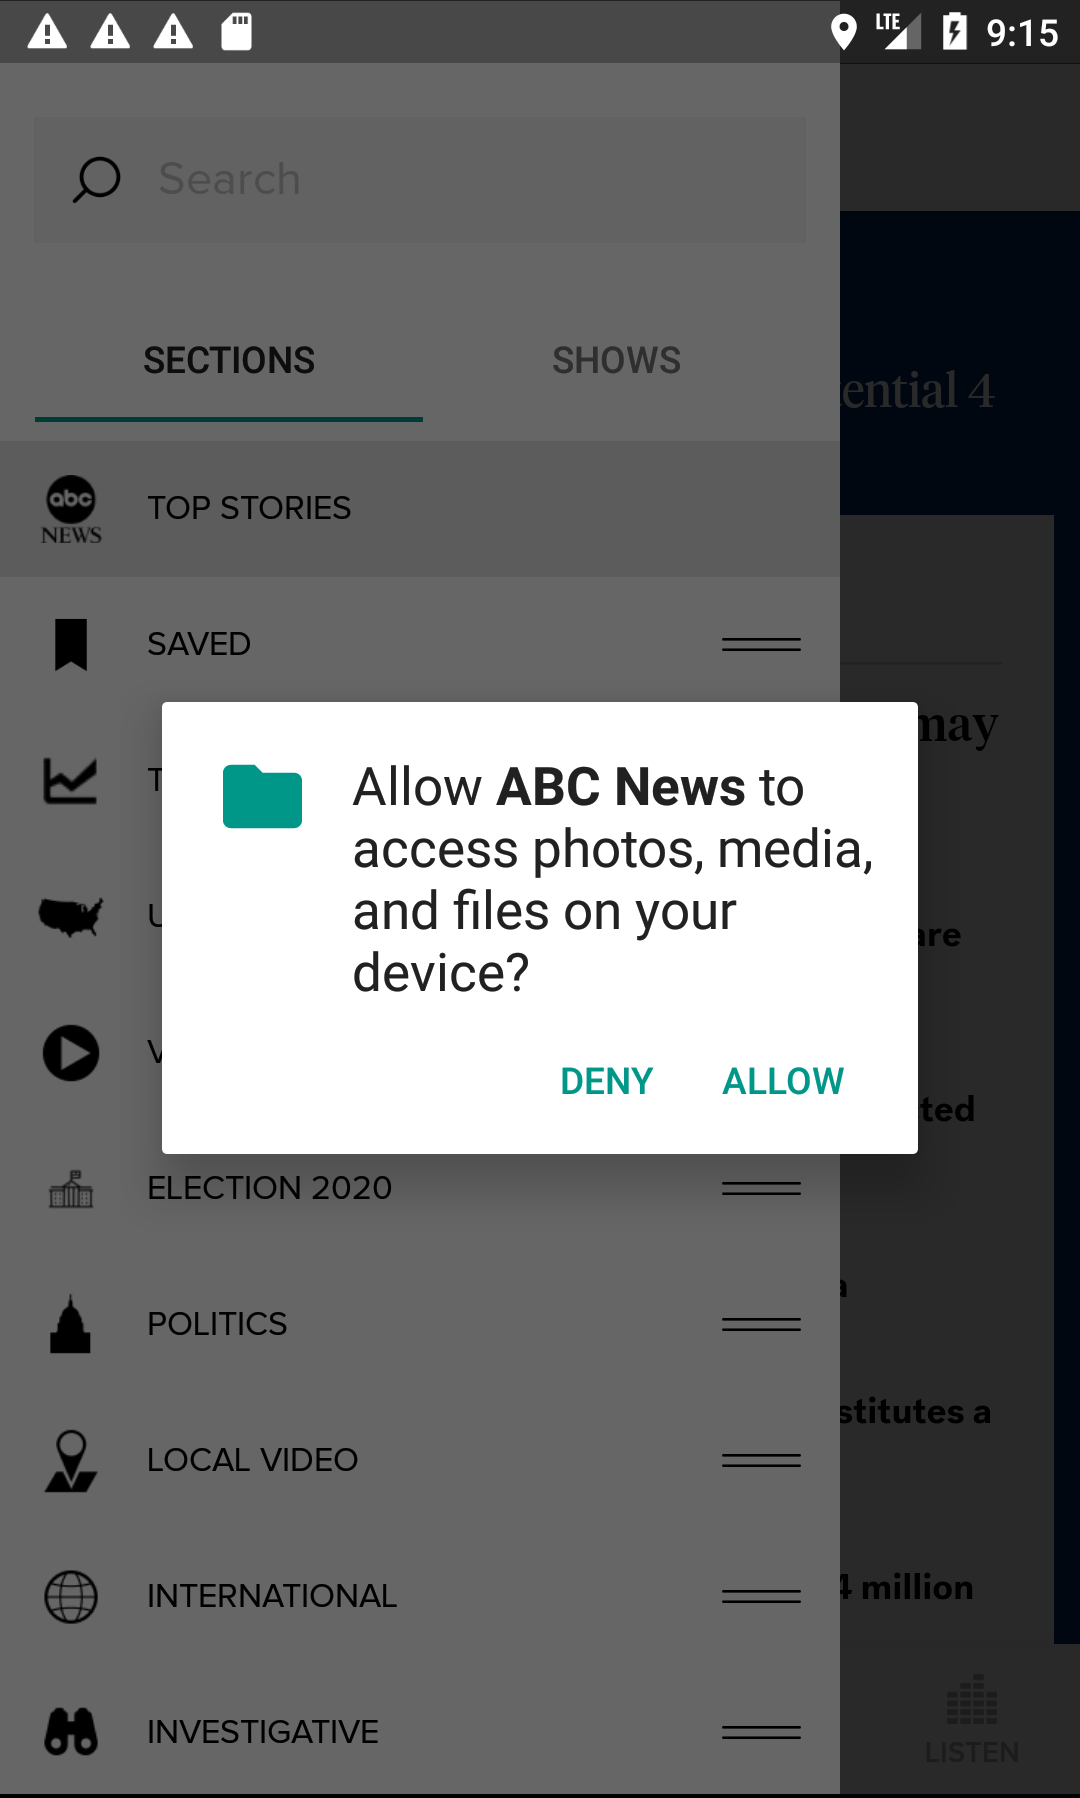 LTE 9:15
Search
SECTIONS SHOWS
ential 4
abc
NEWS
TOP STORIES
SAVED
may
Allow ABC News to
access photos, media,
and files on your
device?
are
DENY ALLOW
ted
ELECTION 2020
a
POLITICS
stitutes a
LOCAL VIDEO
INTERNATIONAL
4 million
INVESTIGATIVE
LISTEN